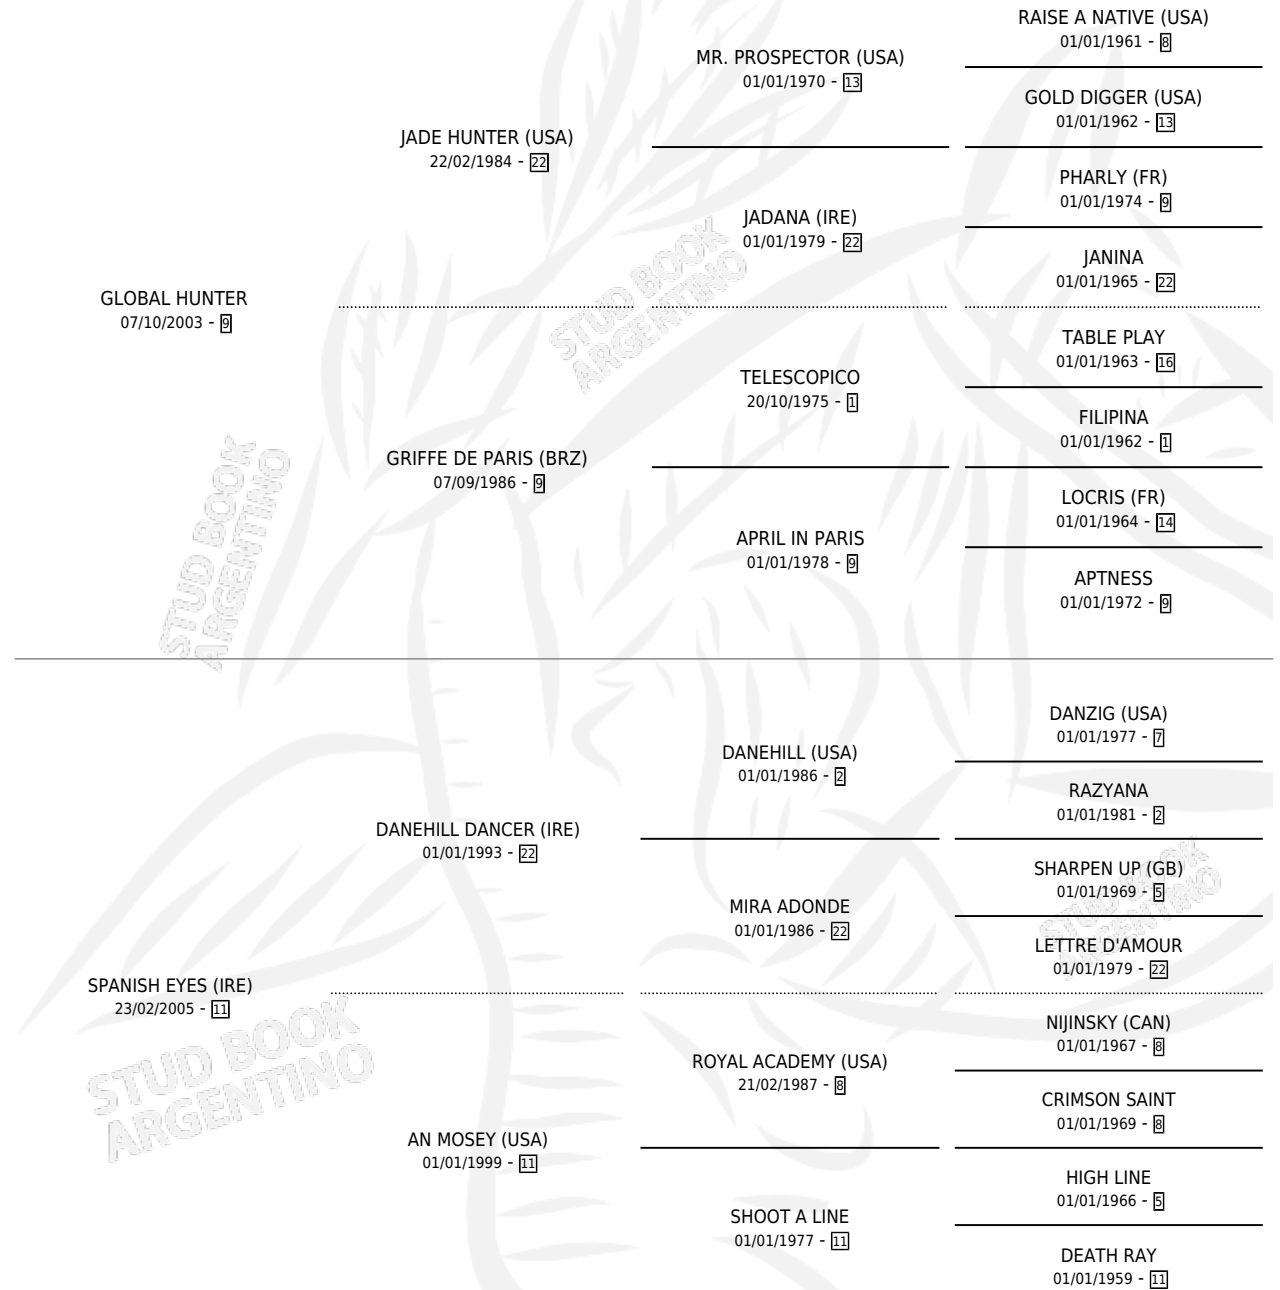 RAISE A NATIVE (USA)
01/01/1961 - 8
MR. PROSPECTOR (USA)
01/01/1970 - 13
GOLD DIGGER (USA)
01/01/1962 - 13
JADE HUNTER (USA)
22/02/1984 - 22
PHARLY (FR)
01/01/1974 - 9
JADANA (IRE)
01/01/1979 - 22
JANINA
01/01/1965 - 22
GLOBAL HUNTER
07/10/2003 - 9
TABLE PLAY
01/01/1963 - 16
TELESCOPICO
20/10/1975 - 1
FILIPINA
01/01/1962 - 1
GRIFFE DE PARIS (BRZ)
07/09/1986 - 9
LOCRIS (FR)
01/01/1964 - 14
APRIL IN PARIS
01/01/1978 - 9
APTNESS
01/01/1972 - 9
STUD BOOK
ARGENTINO
STUD BOOK
ARGENTINO
DANZIG (USA)
01/01/1977 - 7
DANEHILL (USA)
01/01/1986 - 2
RAZYANA
01/01/1981 - 2
DANEHILL DANCER (IRE)
01/01/1993 - 22
SHARPEN UP (GB)
01/01/1969 - 5
MIRA ADONDE
01/01/1986 - 22
LETTRE D'AMOUR
01/01/1979 - 22
SPANISH EYES (IRE)
23/02/2005 - 11
NIJINSKY (CAN)
01/01/1967 - 8
ROYAL ACADEMY (USA)
21/02/1987 - 8
CRIMSON SAINT
01/01/1969 - 8
AN MOSEY (USA)
01/01/1999 - 11
HIGH LINE
01/01/1966 - 5
SHOOT A LINE
01/01/1977 - 11
DEATH RAY
01/01/1959 - 11
STUD BOOK
ARGENTINO
STUD BOOK
ARGENTINO